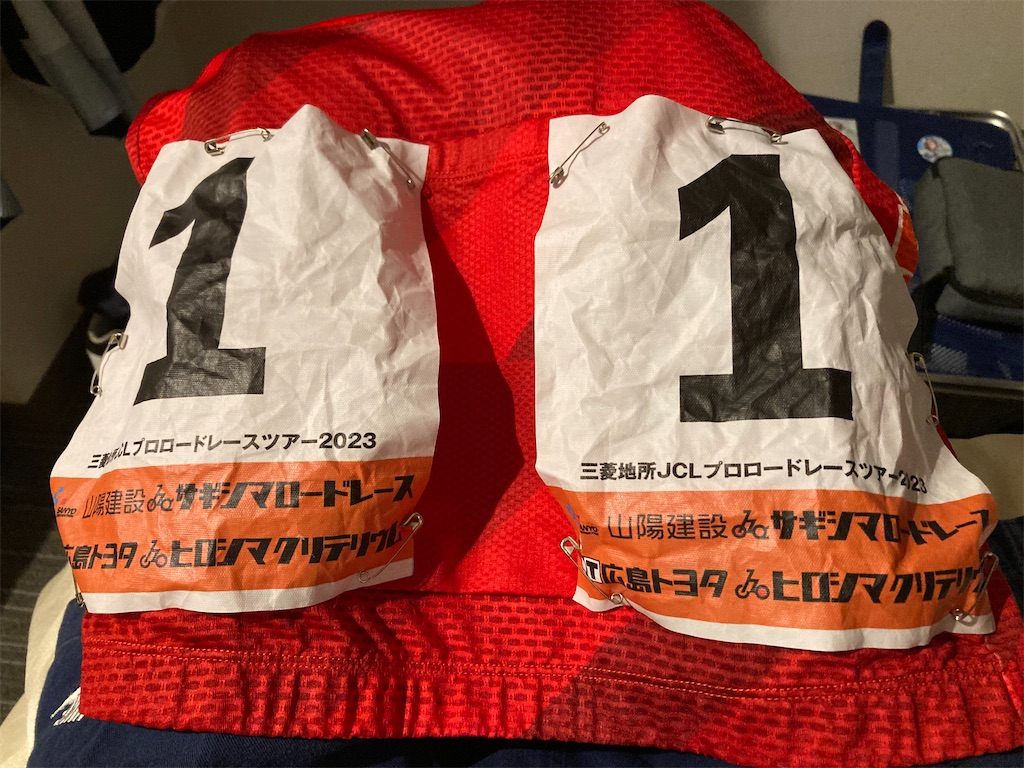 1
三菱地所JCLプロロードレースツアー2023
SANYO 山陽建設 サギシマロードレース
広島トヨタ ヒロシマクリテリウム
1
三菱地所JCLプロロードレースツアー2023
SANYO 山陽建設 サギシマロードレース
T 広島トヨタ ヒロシマクリテリウ